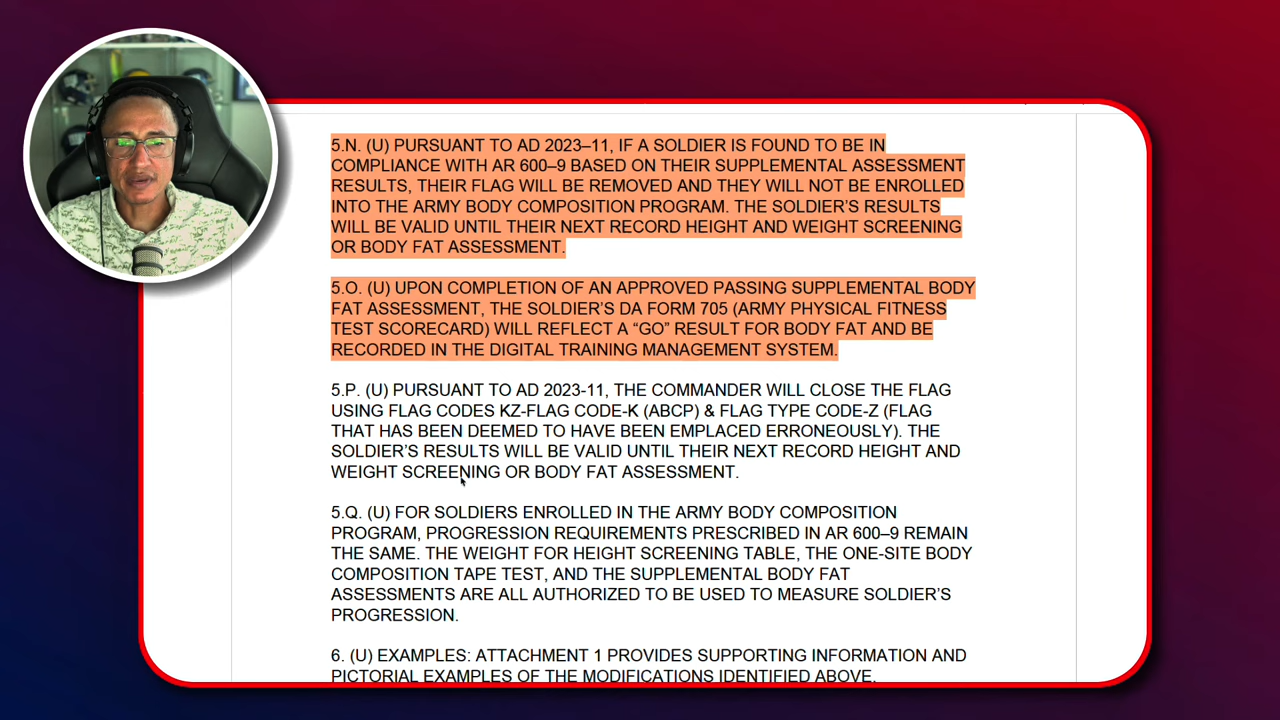 5.N. (U) PURSUANT TO AD 2023–11, IF A SOLDIER IS FOUND TO BE IN
COMPLIANCE WITH AR 600–9 BASED ON THEIR SUPPLEMENTAL ASSESSMENT
RESULTS, THEIR FLAG WILL BE REMOVED AND THEY WILL NOT BE ENROLLED
INTO THE ARMY BODY COMPOSITION PROGRAM. THE SOLDIER'S RESULTS
WILL BE VALID UNTIL THEIR NEXT RECORD HEIGHT AND WEIGHT SCREENING
OR BODY FAT ASSESSMENT.
5.O. (U) UPON COMPLETION OF AN APPROVED PASSING SUPPLEMENTAL BODY
FAT ASSESSMENT, THE SOLDIER'S DA FORM 705 (ARMY PHYSICAL FITNESS
TEST SCORECARD) WILL REFLECT A “GO” RESULT FOR BODY FAT AND BE
RECORDED IN THE DIGITAL TRAINING MANAGEMENT SYSTEM.
5.P. (U) PURSUANT TO AD 2023-11, THE COMMANDER WILL CLOSE THE FLAG
USING FLAG CODES KZ-FLAG CODE-K (ABCP) & FLAG TYPE CODE-Z (FLAG
THAT HAS BEEN DEEMED TO HAVE BEEN EMPLACED ERRONEOUSLY). THE
SOLDIER'S RESULTS WILL BE VALID UNTIL THEIR NEXT RECORD HEIGHT AND
WEIGHT SCREENING OR BODY FAT ASSESSMENT.
5.Q. (U) FOR SOLDIERS ENROLLED IN THE ARMY BODY COMPOSITION
PROGRAM, PROGRESSION REQUIREMENTS PRESCRIBED IN AR 600–9 REMAIN
THE SAME. THE WEIGHT FOR HEIGHT SCREENING TABLE, THE ONE-SITE BODY
COMPOSITION TAPE TEST, AND THE SUPPLEMENTAL BODY FAT
ASSESSMENTS ARE ALL AUTHORIZED TO BE USED TO MEASURE SOLDIER'S
PROGRESSION.
6. (U) EXAMPLES: ATTACHMENT 1 PROVIDES SUPPORTING INFORMATION AND
PICTORIAL EXAMPLES OF THE MODIFICATIONS IDENTIFIED ABOVE.